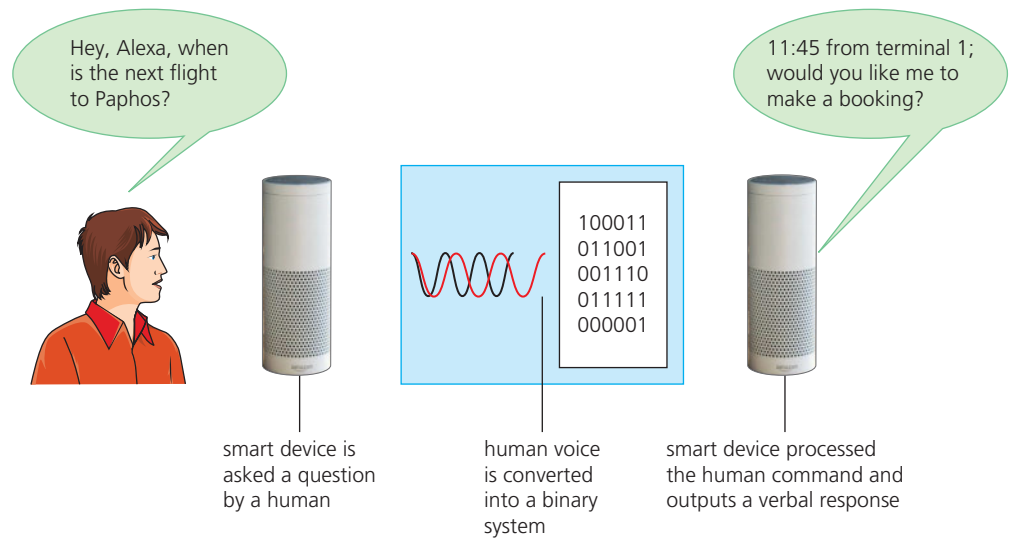 Hey, Alexa, when
is the next flight
to Paphos?
11:45 from terminal 1;
would you like me to
make a booking?
100011
011001
001110
011111
000001
smart device is
asked a question
by a human
human voice
is converted
into a binary
system
smart device processed
the human command and
outputs a verbal response